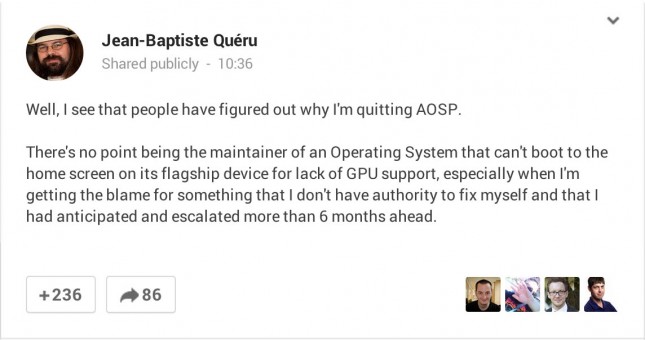 Jean-Baptiste Quéru
Shared publicly - 10:36
Well, I see that people have figured out why I'm quitting AOSP.
There's no point being the maintainer of an Operating System that can't boot to the
home screen on its flagship device for lack of GPU support, especially when I'm
getting the blame for something that I don't have authority to fix myself and that I
had anticipated and escalated more than 6 months ahead.
+236
86